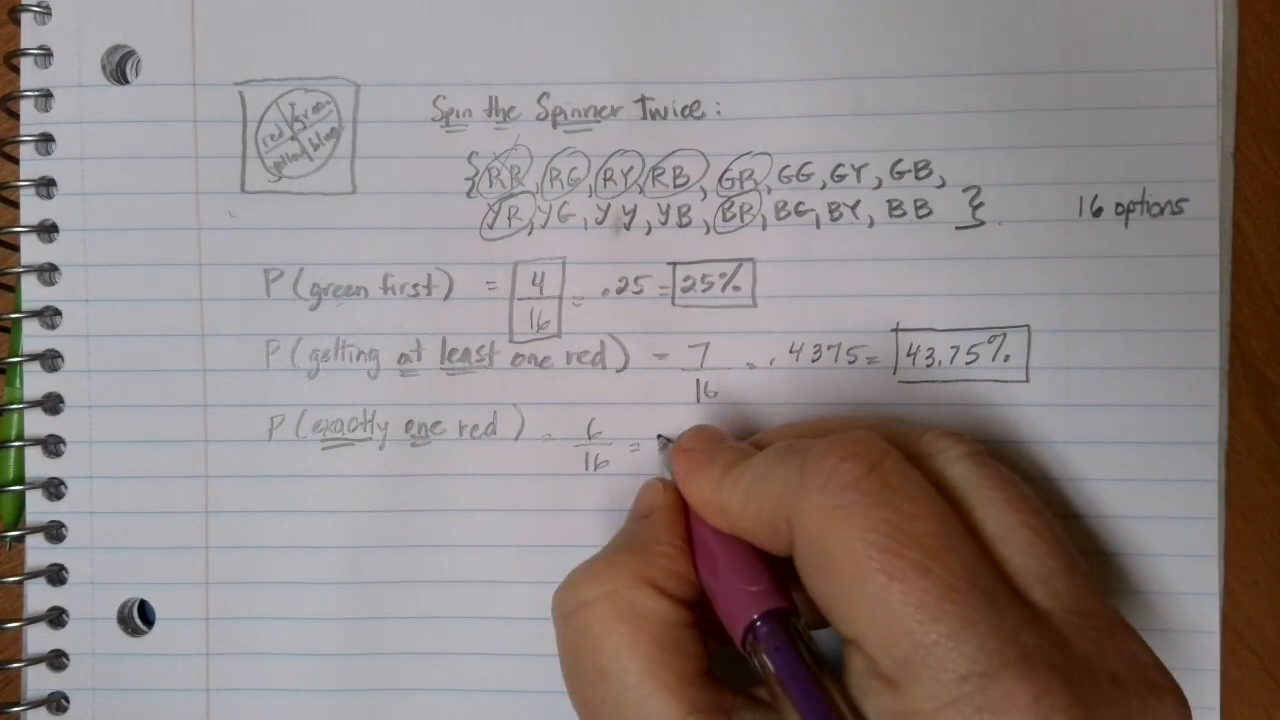 red green
yellow blue
Spin the Spinner Twice:
{RR, RG, RY, RB, GR, GG, GY, GB,
YR, YG, YY, YB, BR, BG, BY, BB }.
16 options
P(green first) = 4/16 = .25 = 25%
P(getting at least one red) = 7/16 = .4375 = 43.75%
P(exactly one red) = 6/16 =